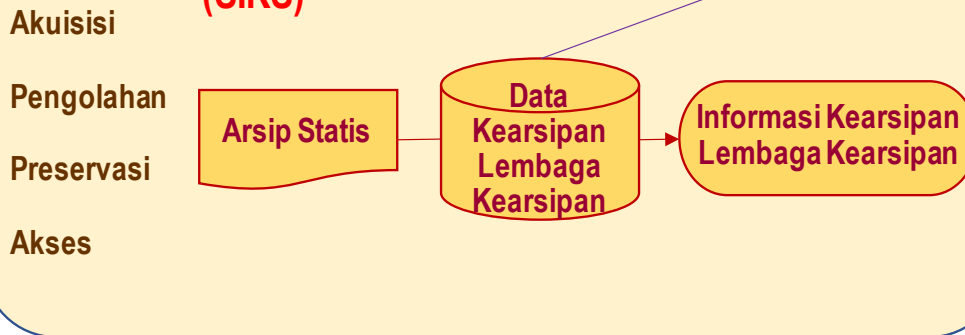 Akuisisi
Pengolahan
Preservasi
Akses
Arsip Statis
Data
Kearsipan
Lembaga
Kearsipan
Informasi Kearsipan
Lembaga Kearsipan